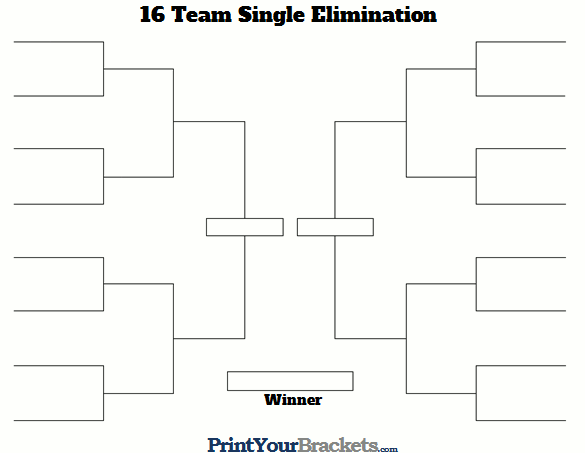 16 Team Single Elimination
Winner
PrintYourBrackets.com